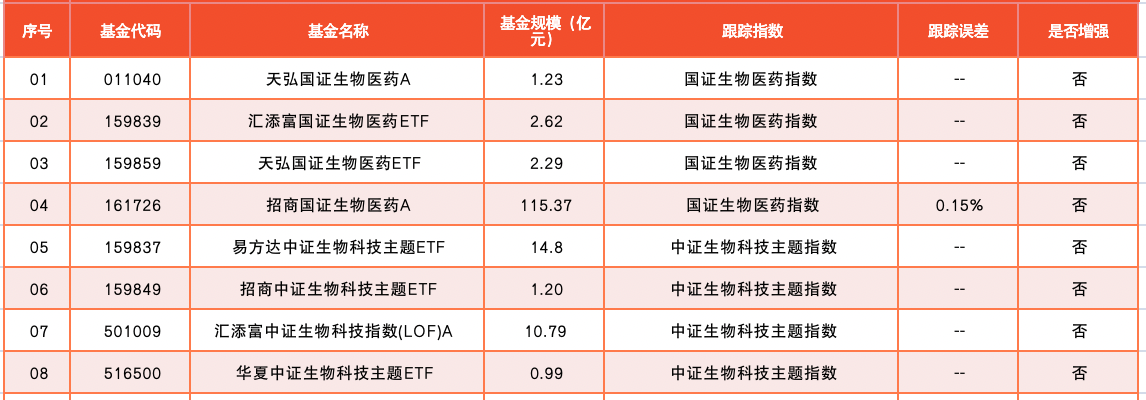 序号 基金代码 基金名称 基金规模（亿元） 跟踪指数 跟踪误差 是否增强
01 011040 天弘国证生物医药A 1.23 国证生物医药指数 -- 否
02 159839 汇添富国证生物医药ETF 2.62 国证生物医药指数 -- 否
03 159859 天弘国证生物医药ETF 2.29 国证生物医药指数 -- 否
04 161726 招商国证生物医药A 115.37 国证生物医药指数 0.15% 否
05 159837 易方达中证生物科技主题ETF 14.8 中证生物科技主题指数 -- 否
06 159849 招商中证生物科技主题ETF 1.20 中证生物科技主题指数 -- 否
07 501009 汇添富中证生物科技指数(LOF)A 10.79 中证生物科技主题指数 -- 否
08 516500 华夏中证生物科技主题ETF 0.99 中证生物科技主题指数 -- 否